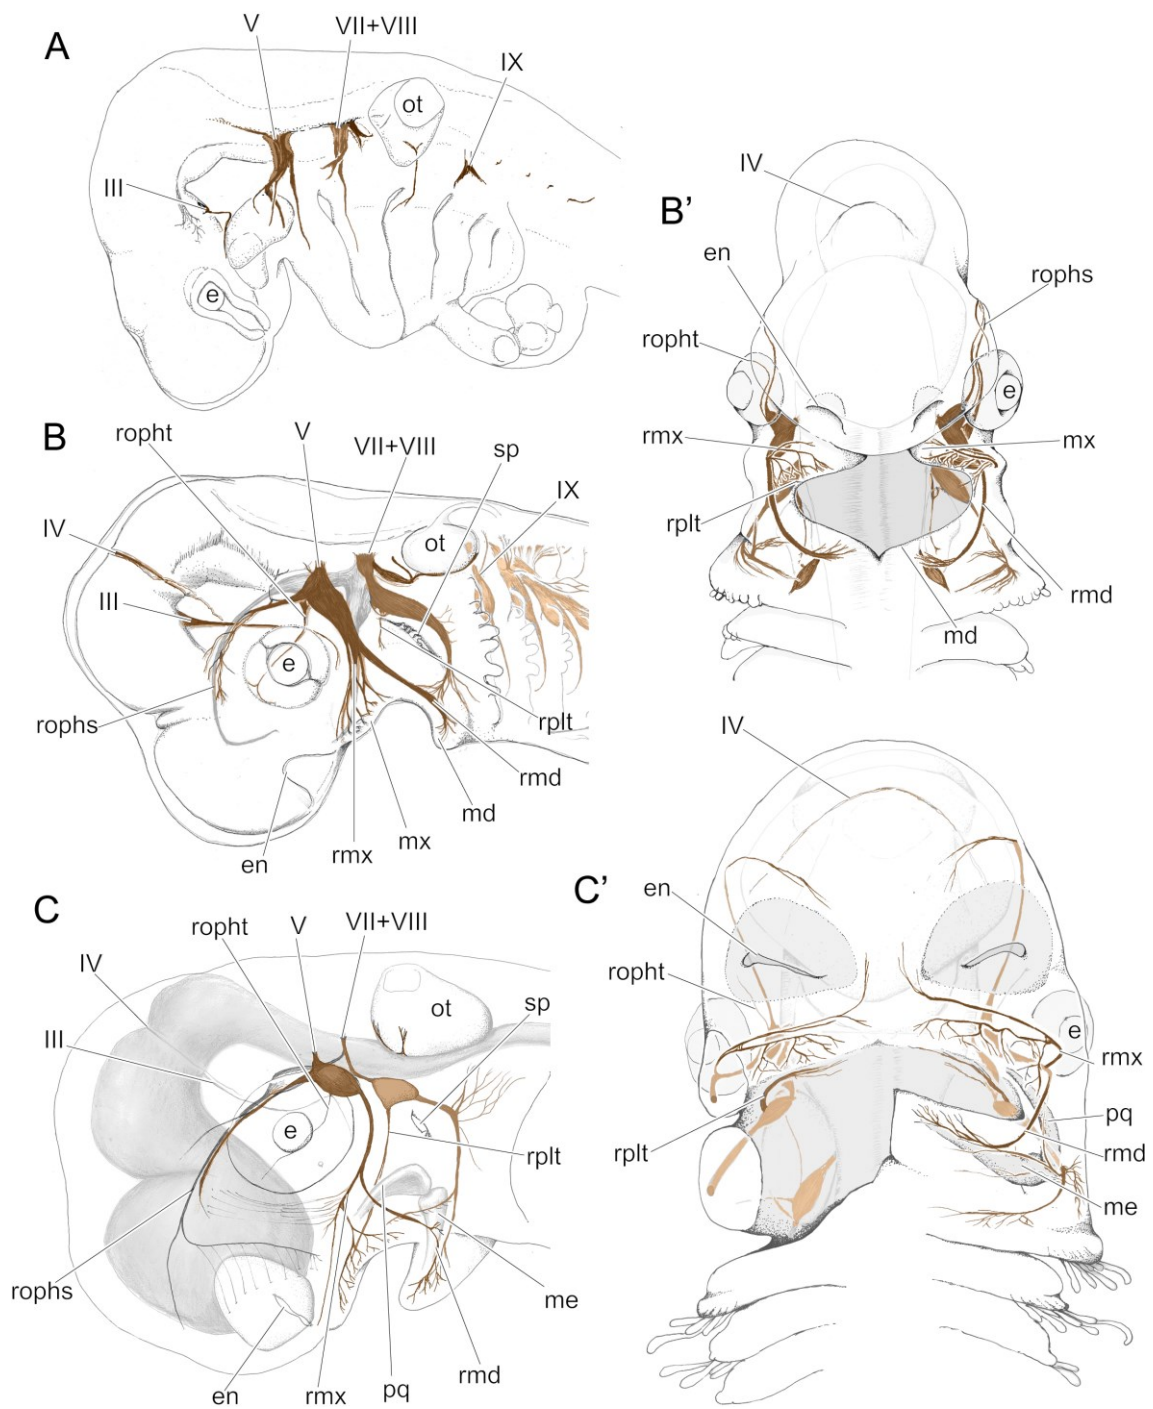 A
V
VII+VIII
IX
ot
III
e
B
ropht
V
VII+VIII
sp
IX
IV
ot
III
e
rophs
rplt
rmd
md
mx
rmx
en
B’
IV
en
rophs
ropht
e
rmx
mx
rplt
rmd
md
C
ropht
V
VII+VIII
IV
ot
sp
III
e
rplt
rophs
me
en
rmx
pq
rmd
C’
IV
en
ropht
e
rmx
pq
rplt
rmd
me